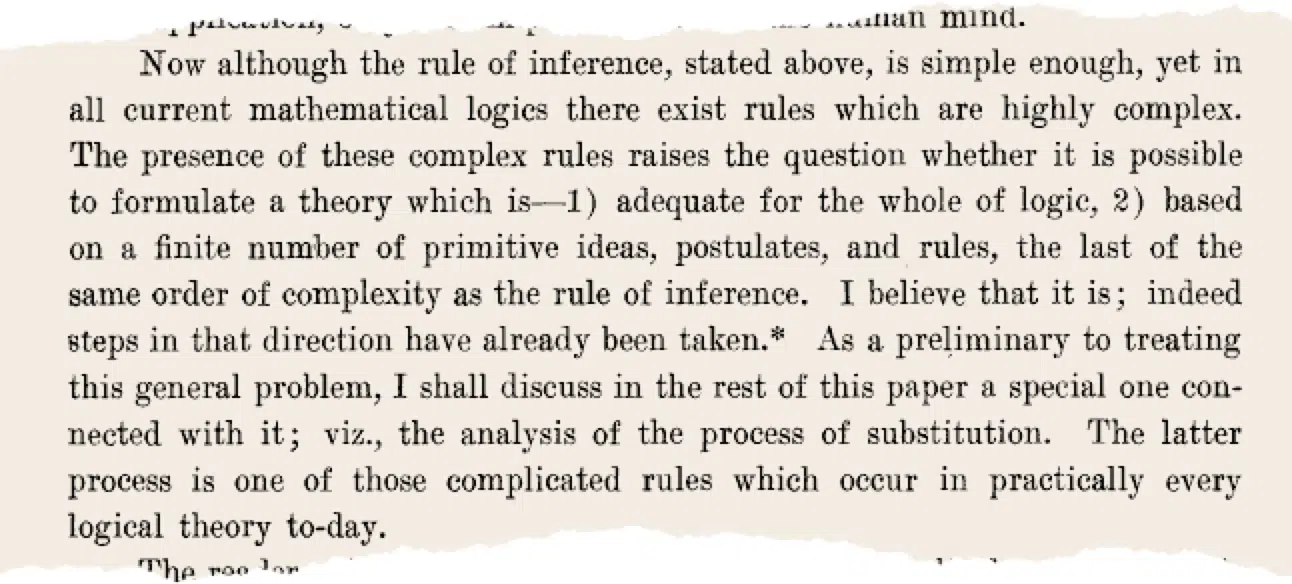 mind.
Now although the rule of inference, stated above, is simple enough, yet in
all current mathematical logics there exist rules which are highly complex.
The presence of these complex rules raises the question whether it is possible
to formulate a theory which is—1) adequate for the whole of logic, 2) based
on a finite number of primitive ideas, postulates, and rules, the last of the
same order of complexity as the rule of inference. I believe that it is; indeed
steps in that direction have already been taken.* As a preliminary to treating
this general problem, I shall discuss in the rest of this paper a special one con-
nected with it; viz., the analysis of the process of substitution. The latter
process is one of those complicated rules which occur in practically every
logical theory to-day.
The